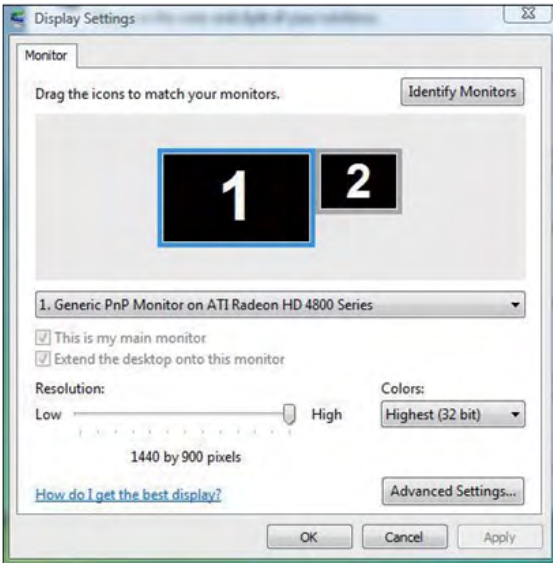 Display Settings
Monitor
Drag the icons to match your monitors.
Identify Monitors
1
2
1. Generic PnP Monitor on ATI Radeon HD 4800 Series
This is my main monitor
Extend the desktop onto this monitor
Resolution:
Colors:
Low
High
Highest (32 bit)
1440 by 900 pixels
How do I get the best display?
Advanced Settings...
OK
Cancel
Apply